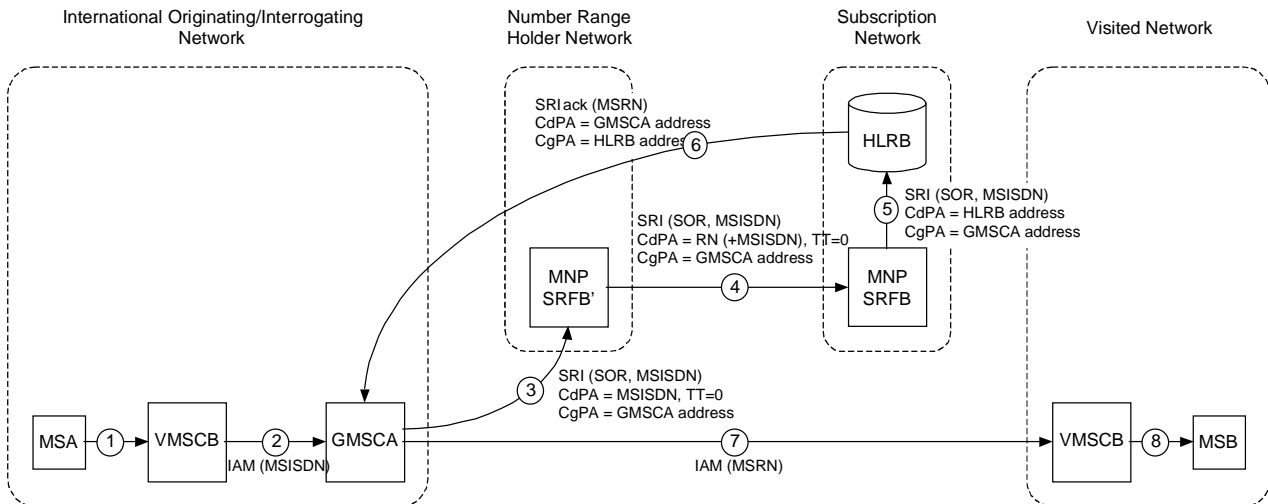 International Originating/Interrogating
Network
Number Range
Holder Network
Subscription
Network
Visited Network
SRIack (MSRN)
CdPA = GMSCA address
CgPA = HLRB address
6
HLRB
5
SRI (SOR, MSISDN)
CdPA = HLRB address
CgPA = GMSCA address
SRI (SOR, MSISDN)
CdPA = RN (+MSISDN), TT=0
CgPA = GMSCA address
MNP
SRFB'
4
MNP
SRFB
3
SRI (SOR, MSISDN)
CdPA = MSISDN, TT=0
CgPA = GMSCA address
MSA
1
VMSCB
2
IAM (MSISDN)
GMSCA
7
IAM (MSRN)
VMSCB
8
MSB